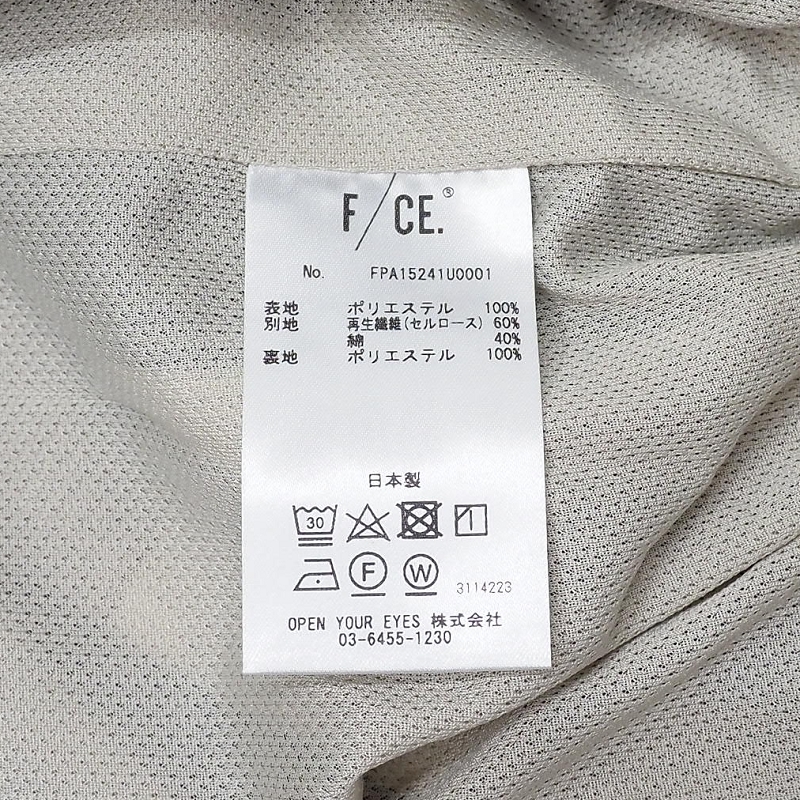 F/CE.®
No. FPA15241U0001
表地 ポリエステル 100%
別地 再生繊維(セルロース) 60%
綿 40%
裏地 ポリエステル 100%
日本製
30
F W 3114223
OPEN YOUR EYES 株式会社
03-6455-1230